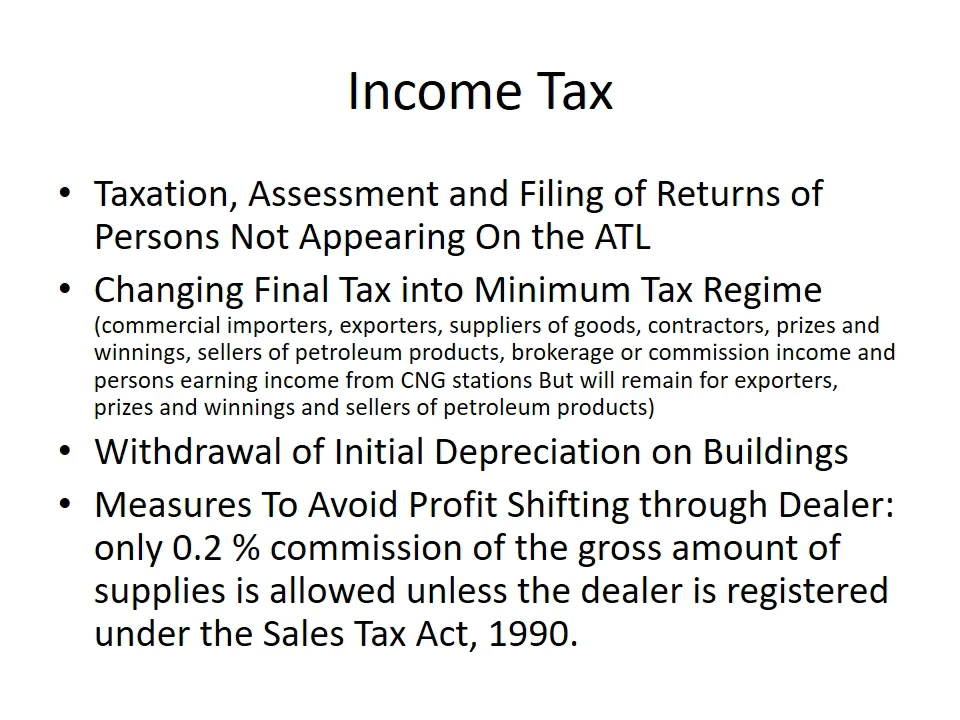 Income Tax
• Taxation, Assessment and Filing of Returns of
Persons Not Appearing On the ATL
• Changing Final Tax into Minimum Tax Regime
(commercial importers, exporters, suppliers of goods, contractors, prizes and
winnings, sellers of petroleum products, brokerage or commission income and
persons earning income from CNG stations But will remain for exporters,
prizes and winnings and sellers of petroleum products)
• Withdrawal of Initial Depreciation on Buildings
• Measures To Avoid Profit Shifting through Dealer:
only 0.2 % commission of the gross amount of
supplies is allowed unless the dealer is registered
under the Sales Tax Act, 1990.